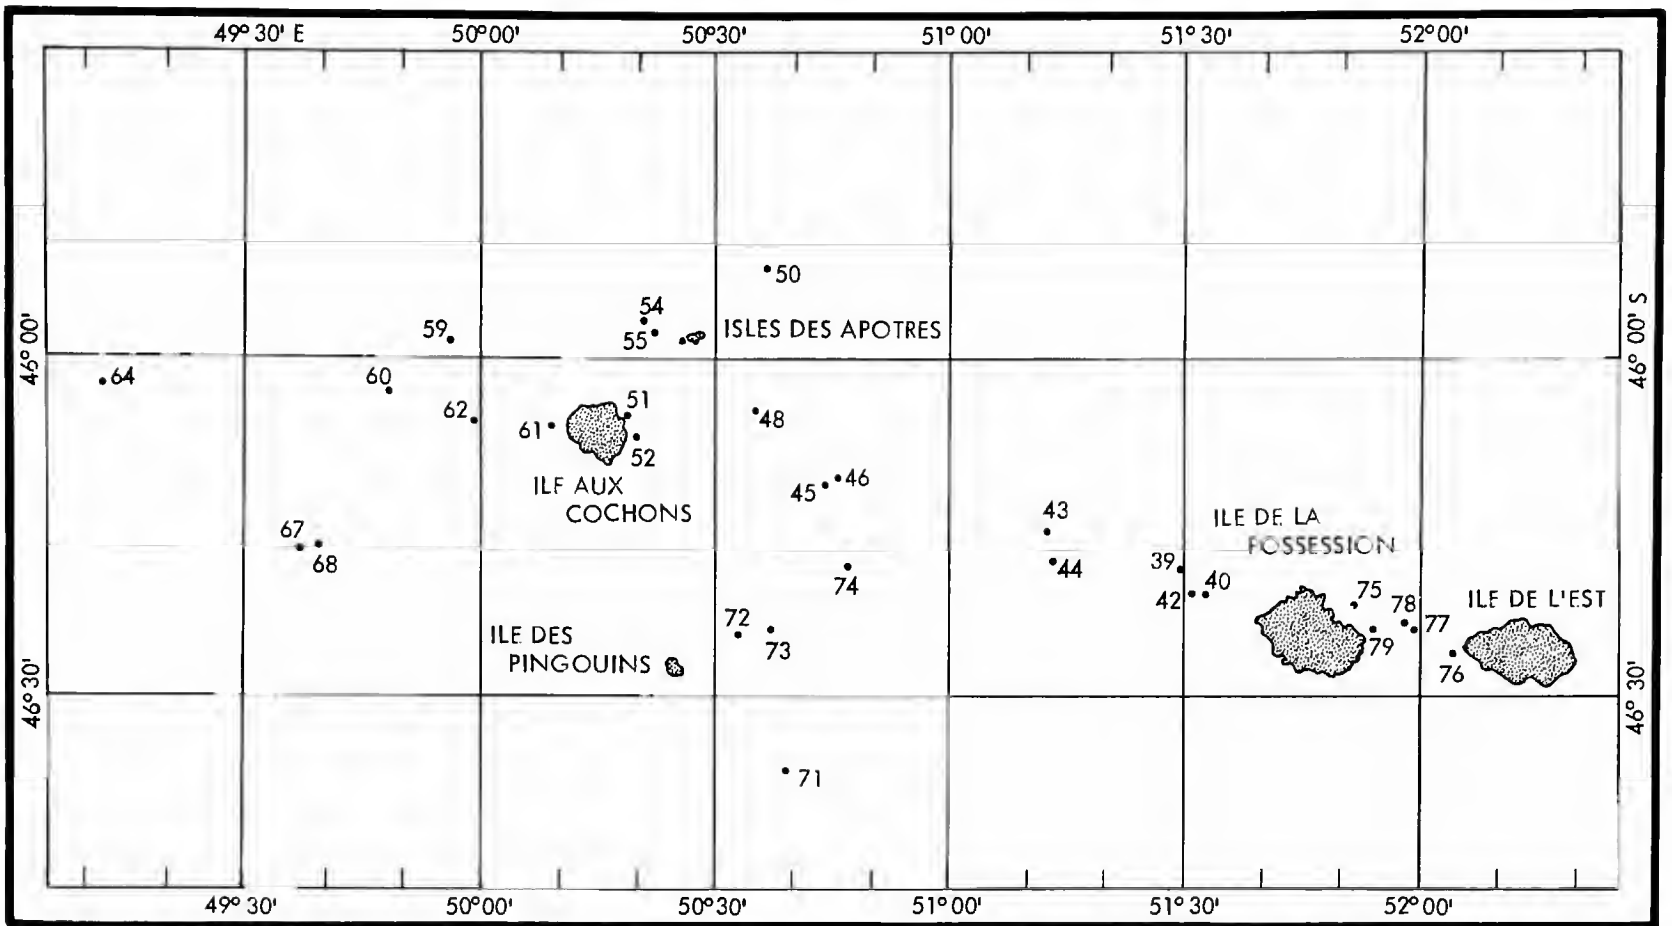 49° 30' E 50°00' 50°30' 51°00' 51°30' 52°00'
50
54
59 55 ISLES DES APOTRES
46° 00' 46° 00' S
64 60
62 51
61 48
52
ILE AUX 45 46
COCHONS
43 ILE DE LA
POSSESSION
67
68 44 39
74 42 40 75 78 ILE DE L'EST
72 77
ILE DES 73 79
PINGOUINS 76
46° 30' 46° 30'
71
49° 30' 50°00' 50°30' 51°00' 51°30' 52°00'